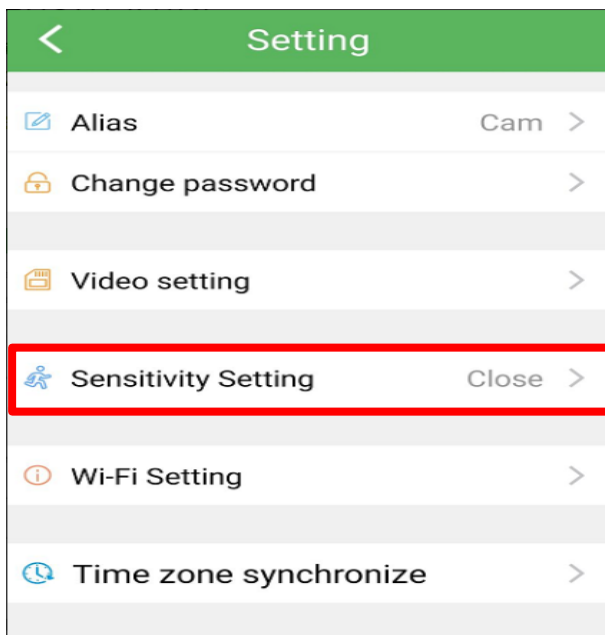 Setting
Alias Cam
Change password
Video setting
Sensitivity Setting Close
Wi-Fi Setting
Time zone synchronize